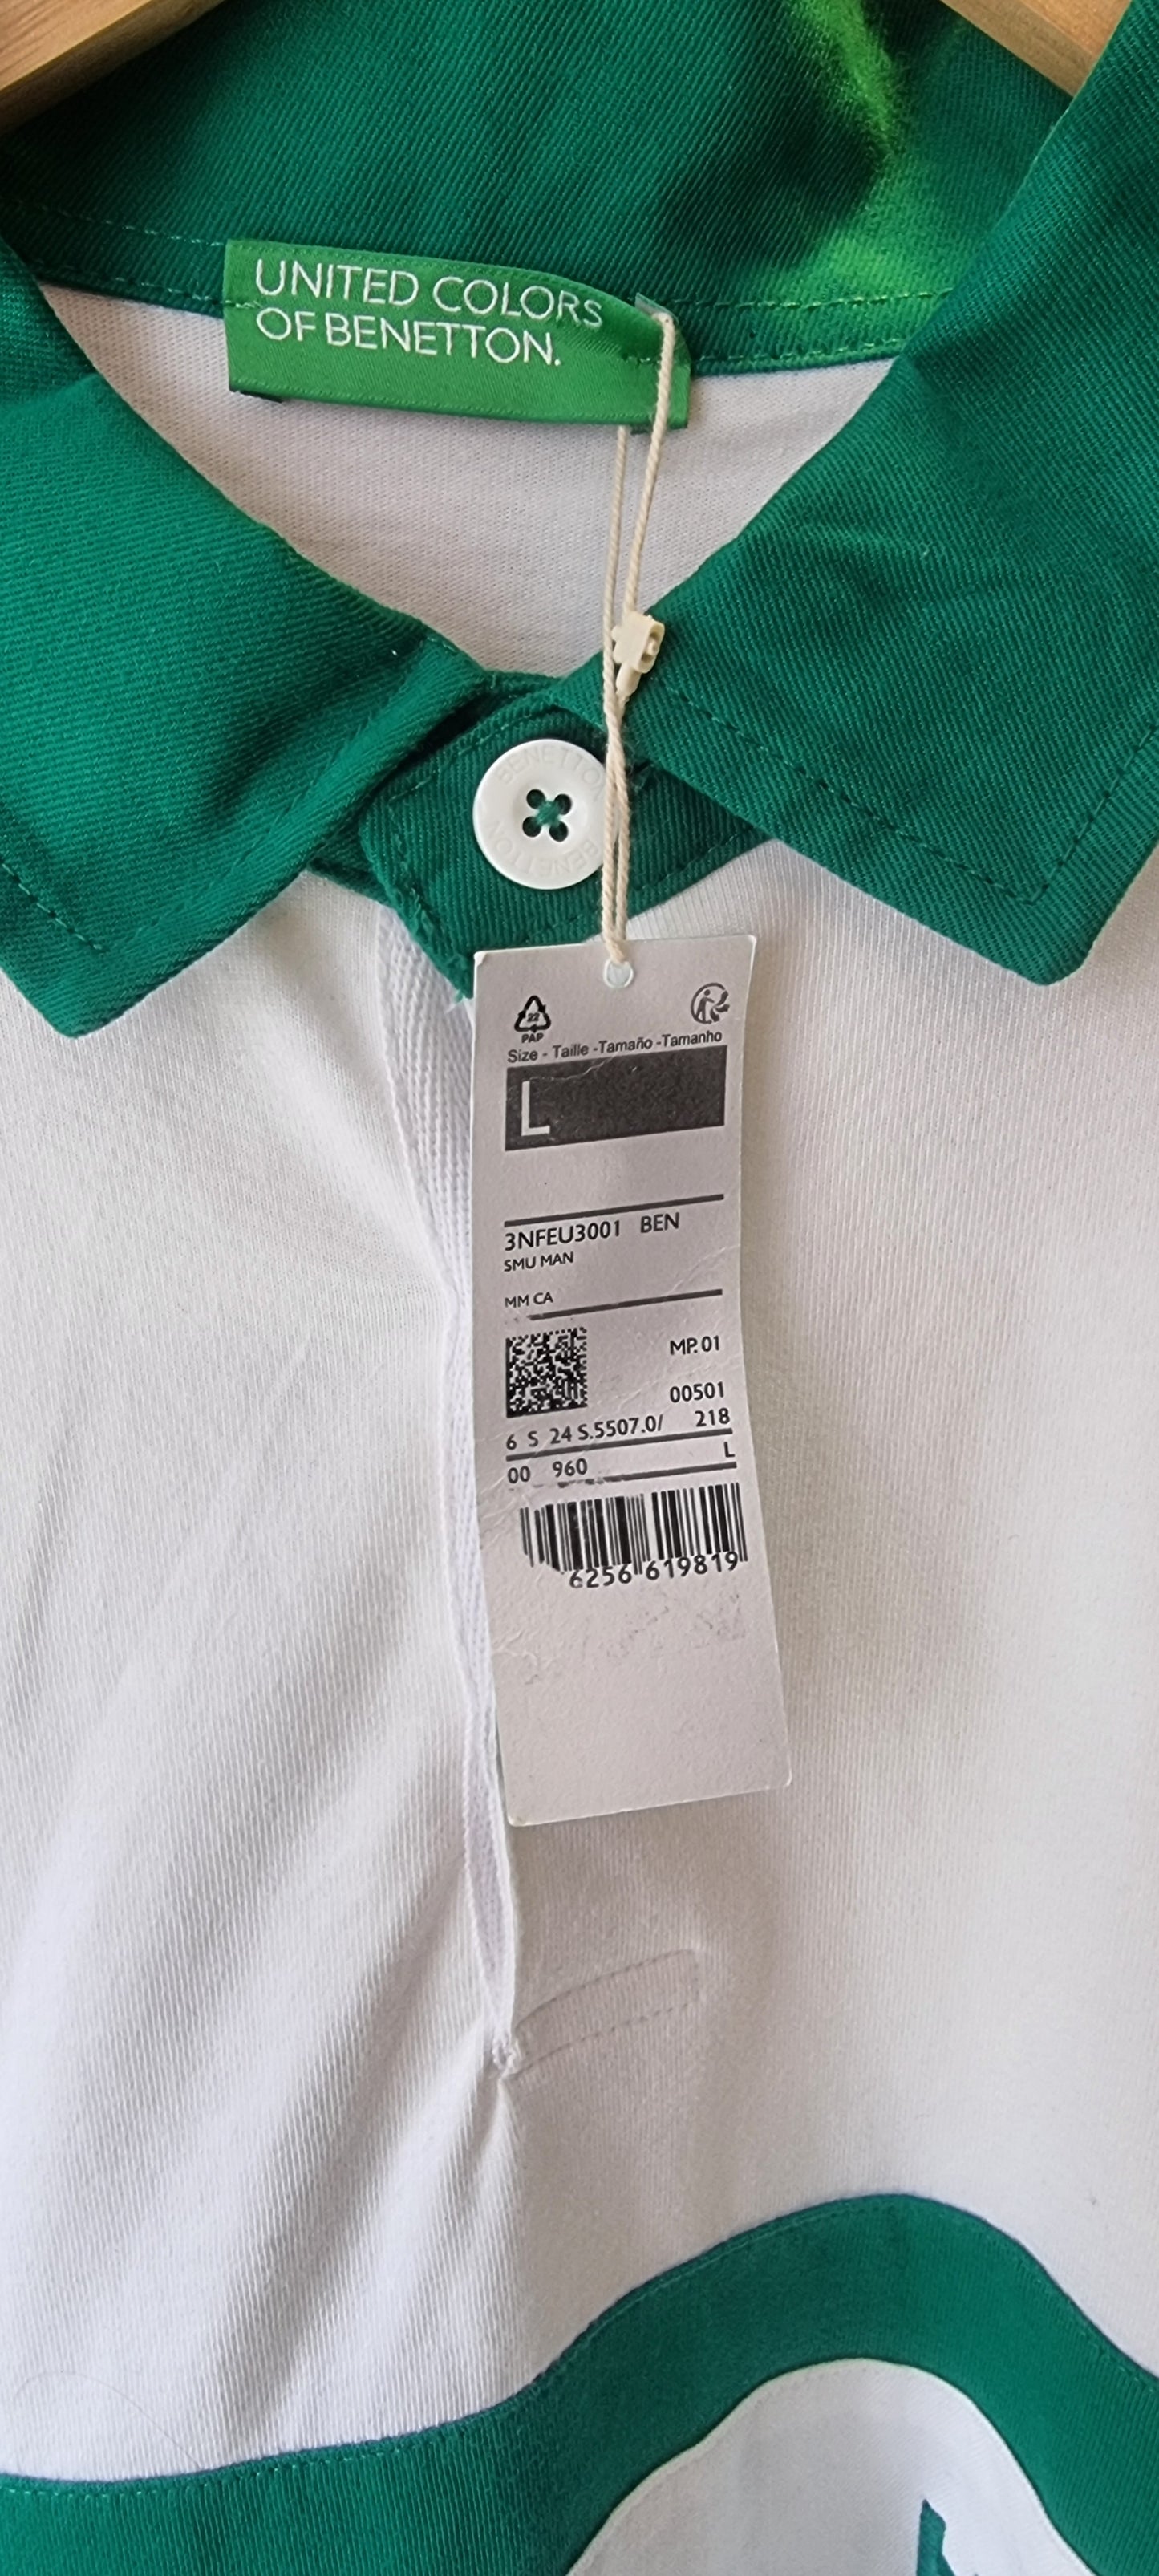 UNITED COLORS
OF BENETTON.
BENETTON
BENETTON
22
PAP
Size - Taille -Tamaño -Tamanho
L
3NFEU3001 BEN
SMU MAN
MM CA
MP.01
00501
6 S 24 S.5507.0/ 218
00 960 L
6256 619819